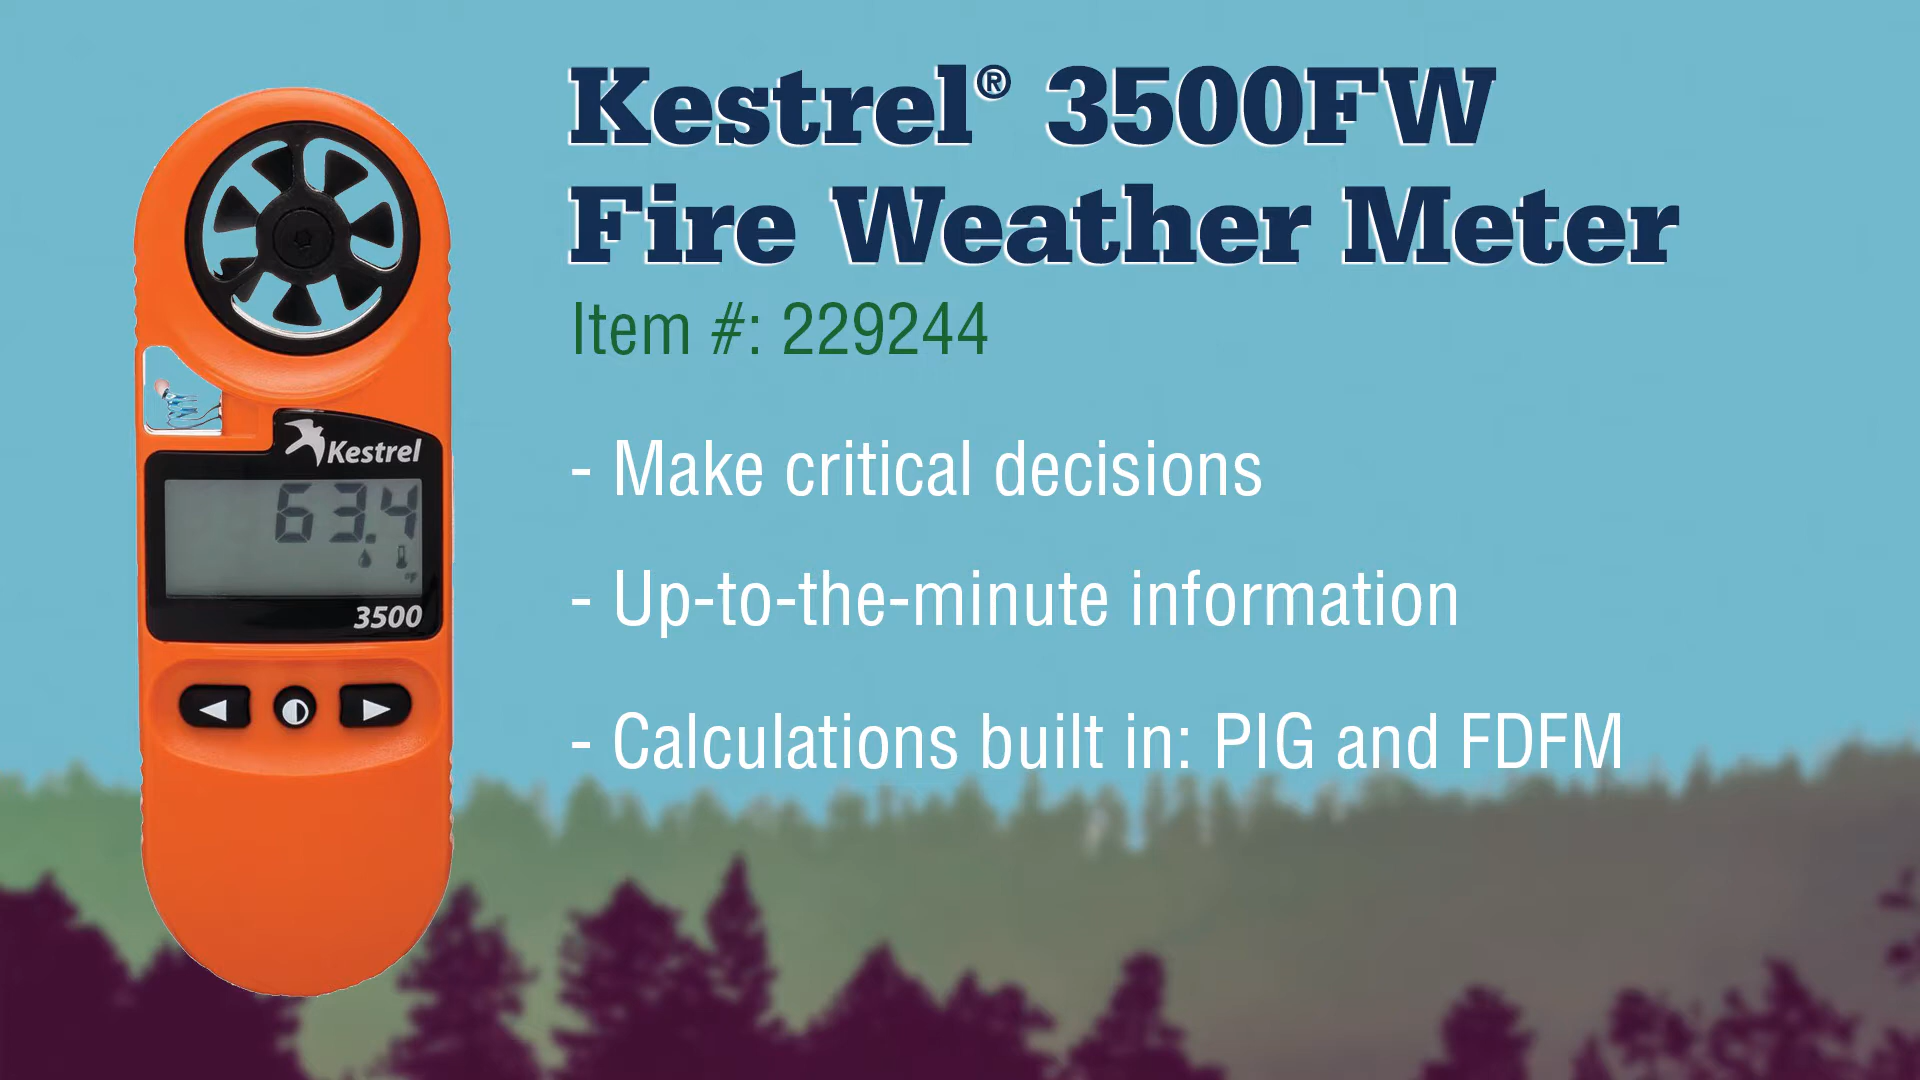 Kestrel® 3500FW
Fire Weather Meter
Item #: 229244
- Make critical decisions
- Up-to-the-minute information
- Calculations built in: PIG and FDFM
Kestrel
63.4
°F
3500